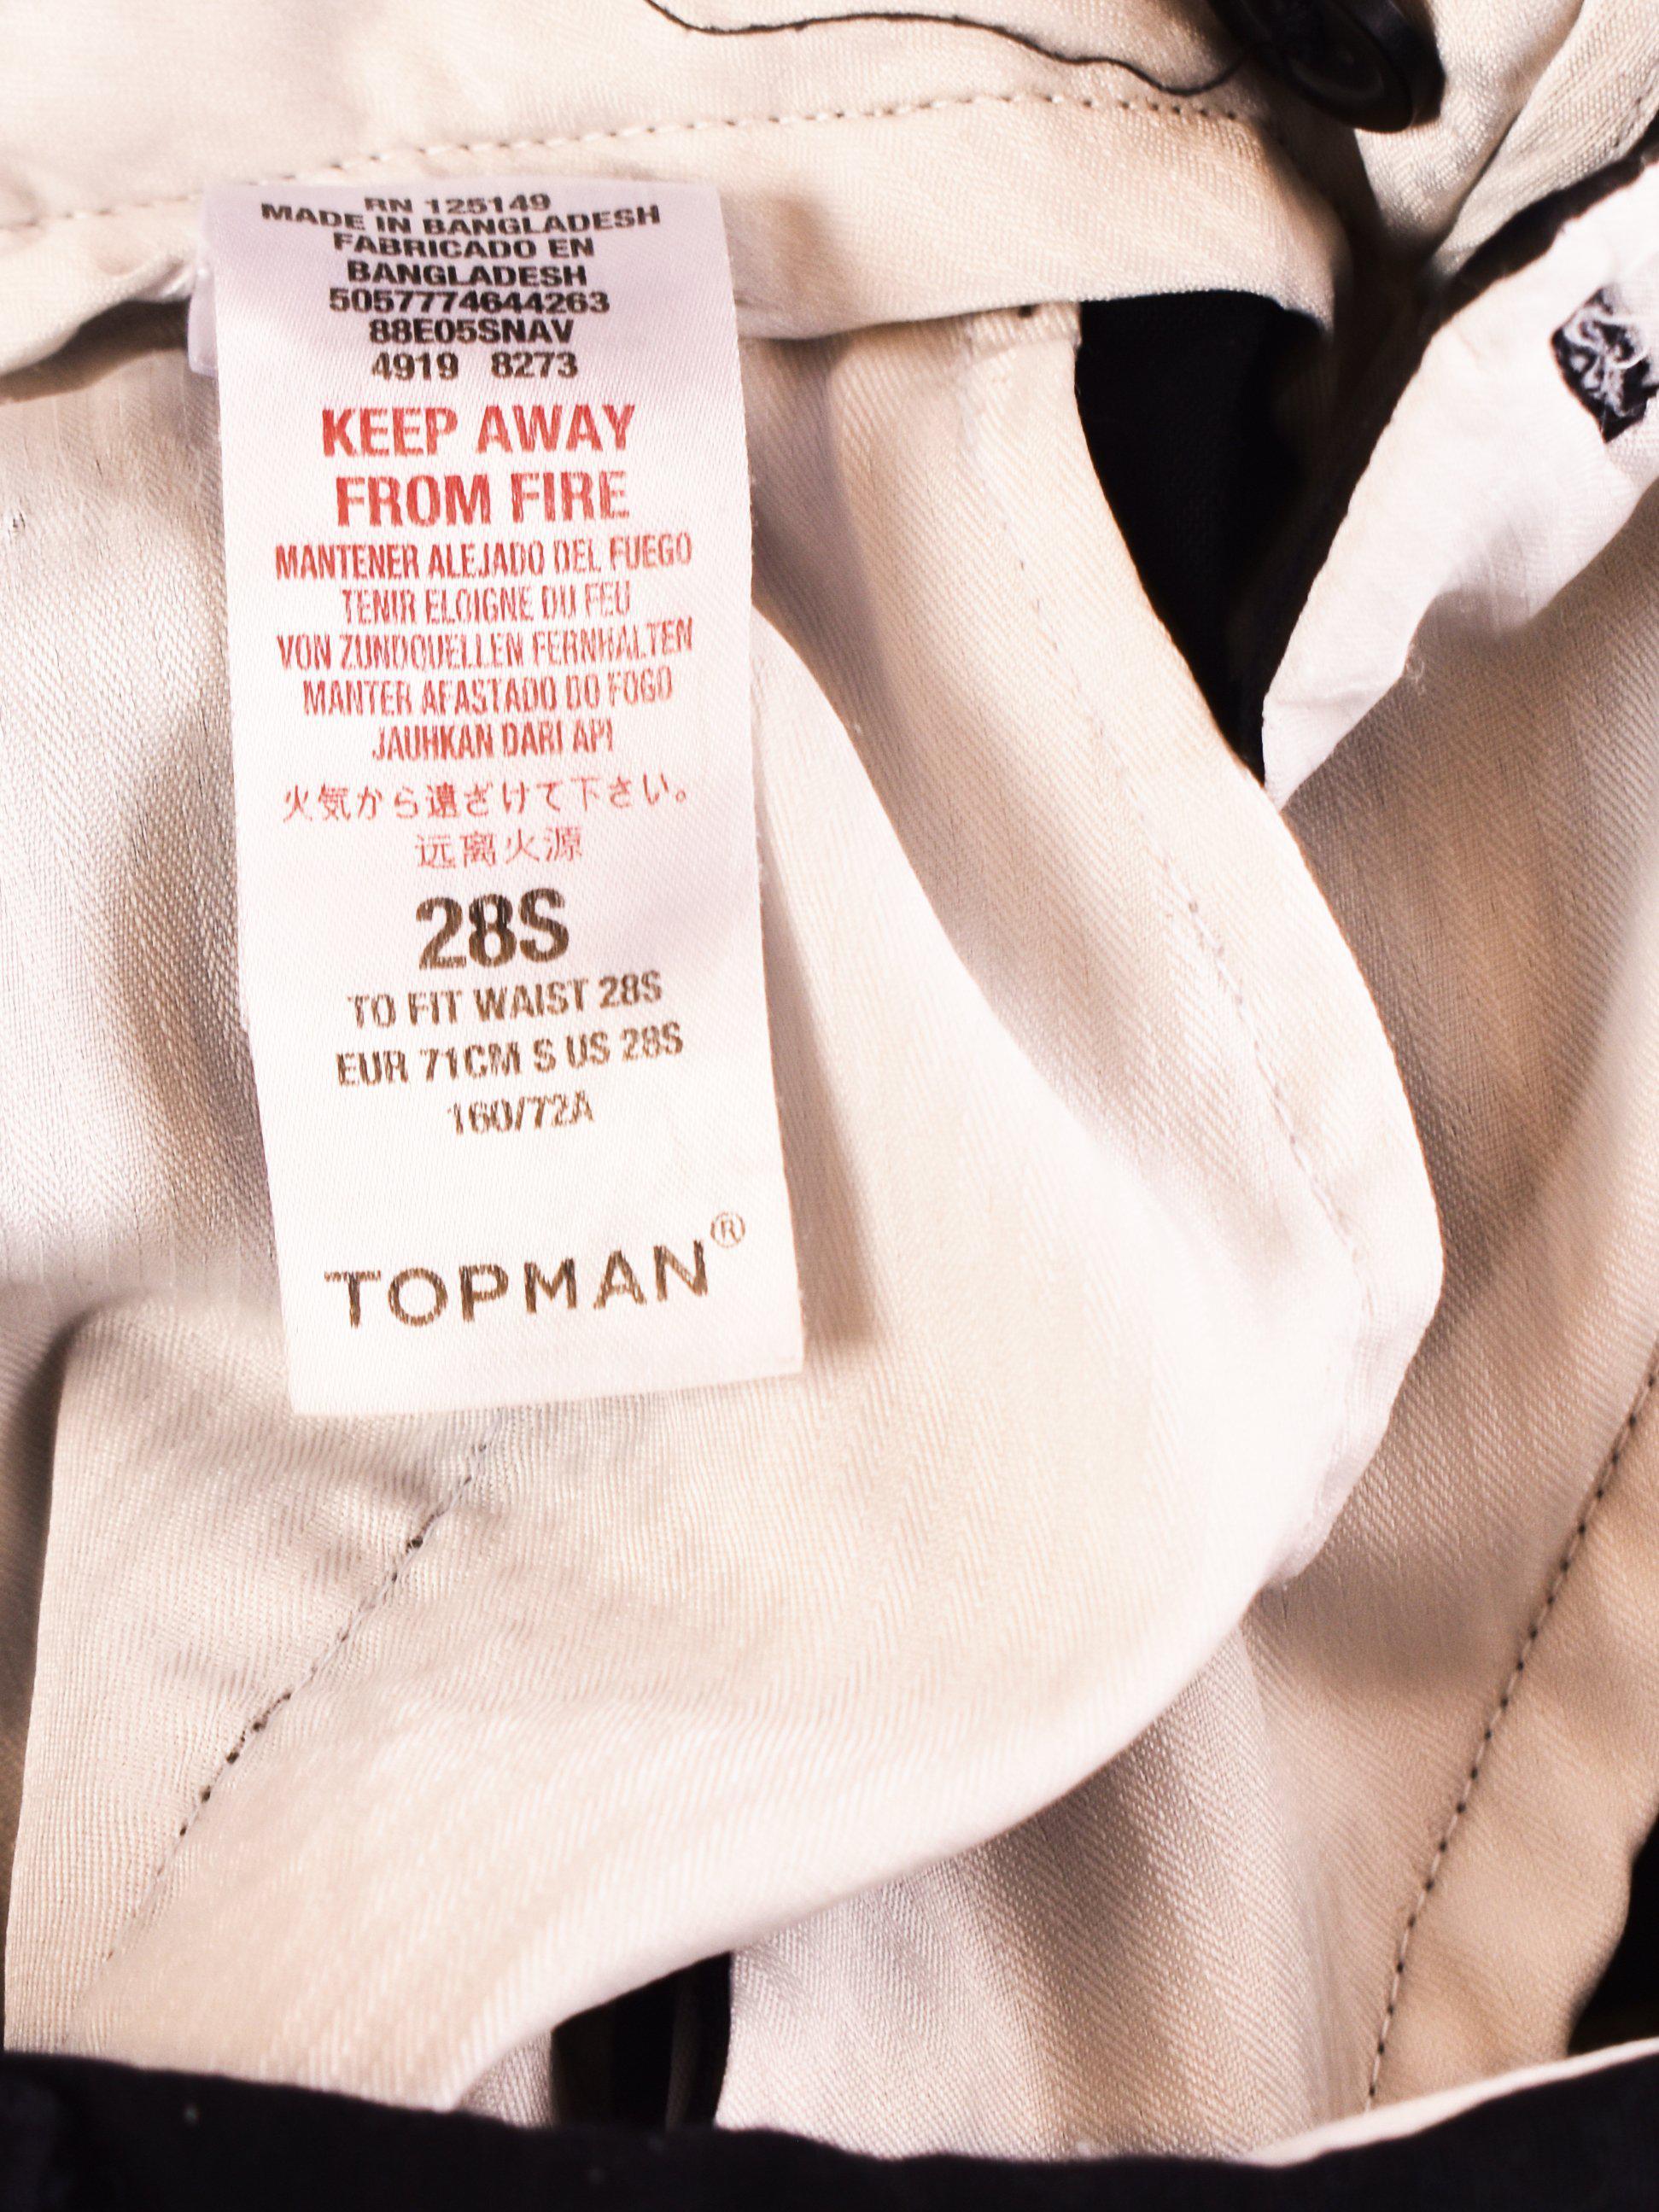 RN 125149
MADE IN BANGLADESH
FABRICADO EN
BANGLADESH
5057774644263
88E05SNAV
4919 8273
KEEP AWAY
FROM FIRE
MANTENER ALEJADO DEL FUEGO
TENIR ELOIGNE DU FEU
VON ZUNDQUELLEN FERNHALTEN
MANTER AFASTADO DO FOGO
JAUHKAN DARI API
火気から遠ざけて下さい。
远离火源
28S
TO FIT WAIST 28S
EUR 71CM S US 28S
160/72A
TOPMAN®